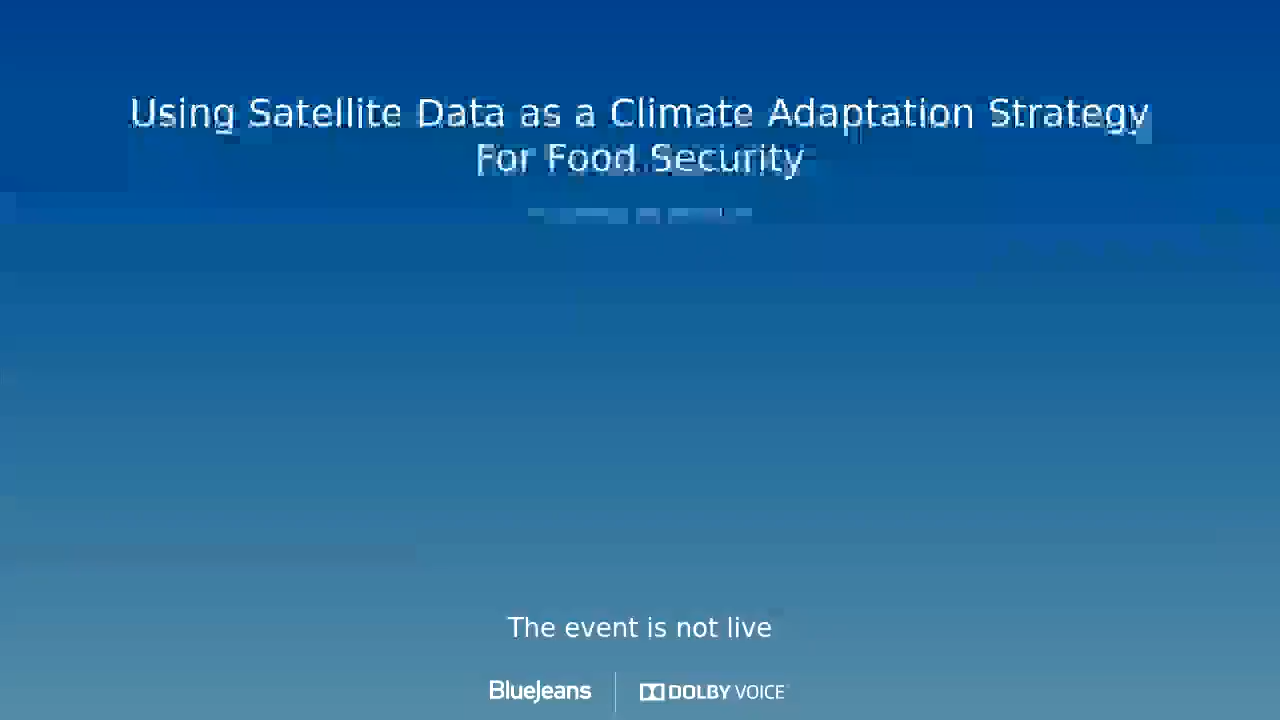 Using Satellite Data as a Climate Adaptation Strategy
For Food Security
The event is not live
BlueJeans
DOLBY VOICE